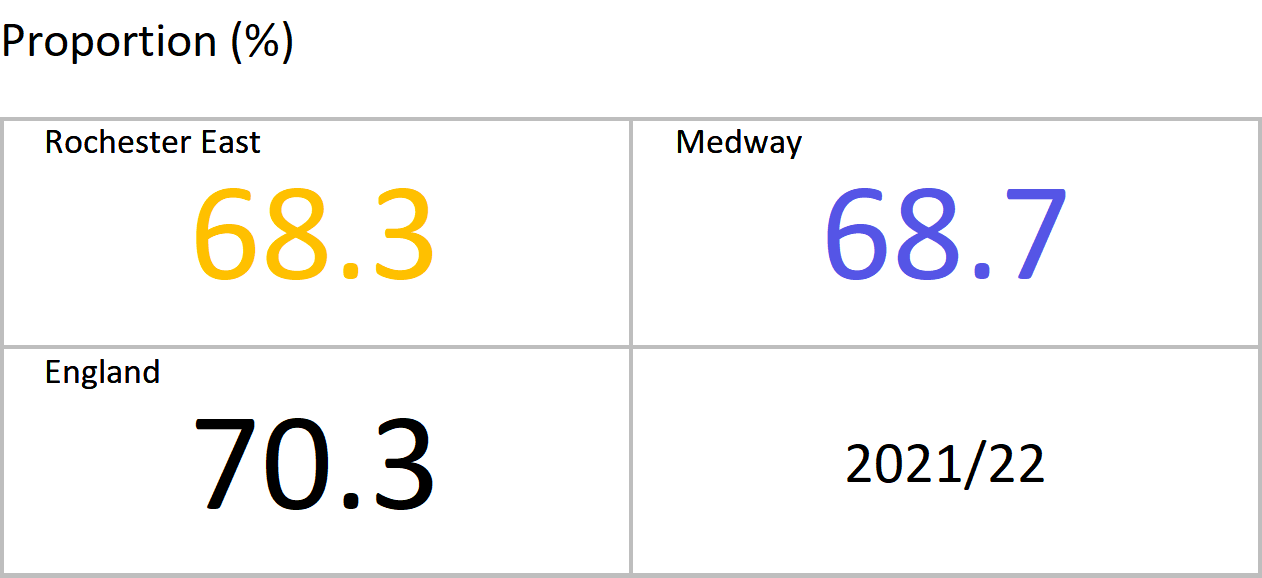 Proportion (%)
Rochester East
68.3
Medway
68.7
England
70.3
2021/22